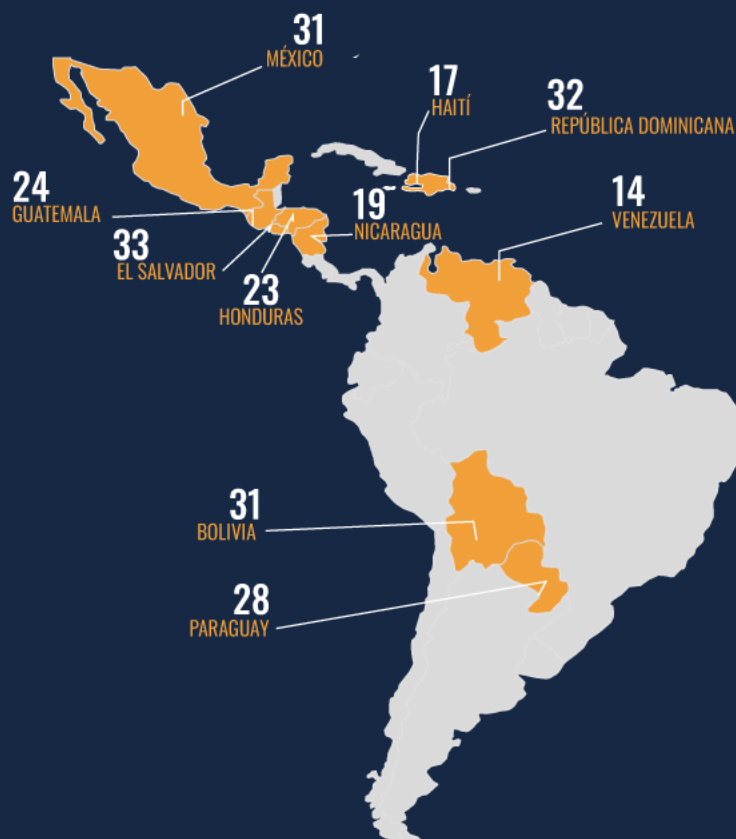 31
MÉXICO
17
HAITÍ
32
REPÚBLICA DOMINICANA
24
GUATEMALA
19
NICARAGUA
14
VENEZUELA
33
EL SALVADOR
23
HONDURAS
31
BOLIVIA
28
PARAGUAY